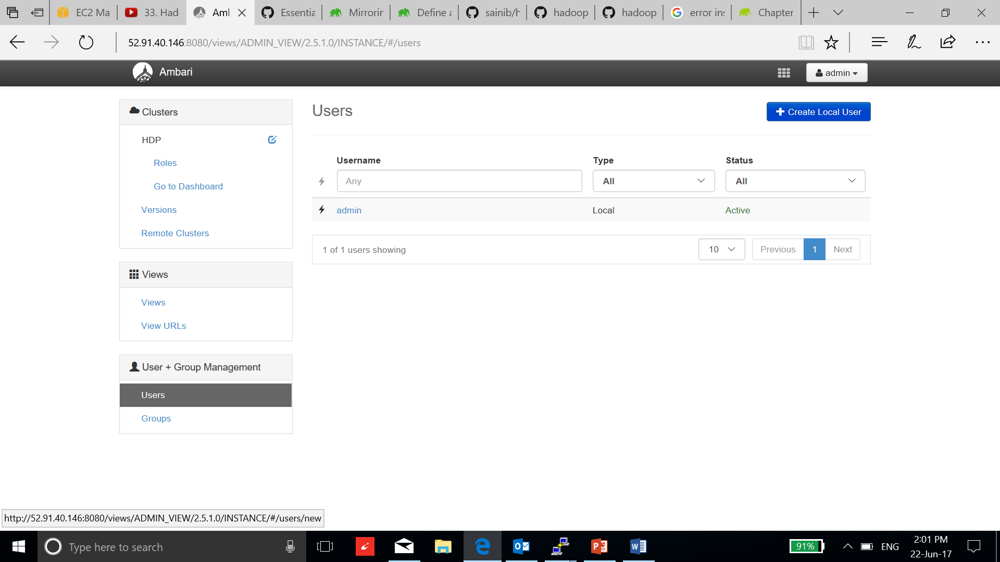 EC2 Ma
33. Had
Aml
Essentia
Mirrorir
Define a
sainib/h
hadoop
hadoop
error in
Chapter
52.91.40.146:8080/views/ADMIN_VIEW/2.5.1.0/INSTANCE/#/users
Ambari
admin
Clusters
HDP
Roles
Go to Dashboard
Versions
Remote Clusters
Views
Views
View URLs
User + Group Management
Users
Groups
Users
Create Local User
Username Type Status
Any All All
admin Local Active
1 of 1 users showing 10 Previous 1 Next
http://52.91.40.146:8080/views/ADMIN_VIEW/2.5.1.0/INSTANCE/#/users/new
Type here to search
91%
ENG
2:01 PM
22-Jun-17